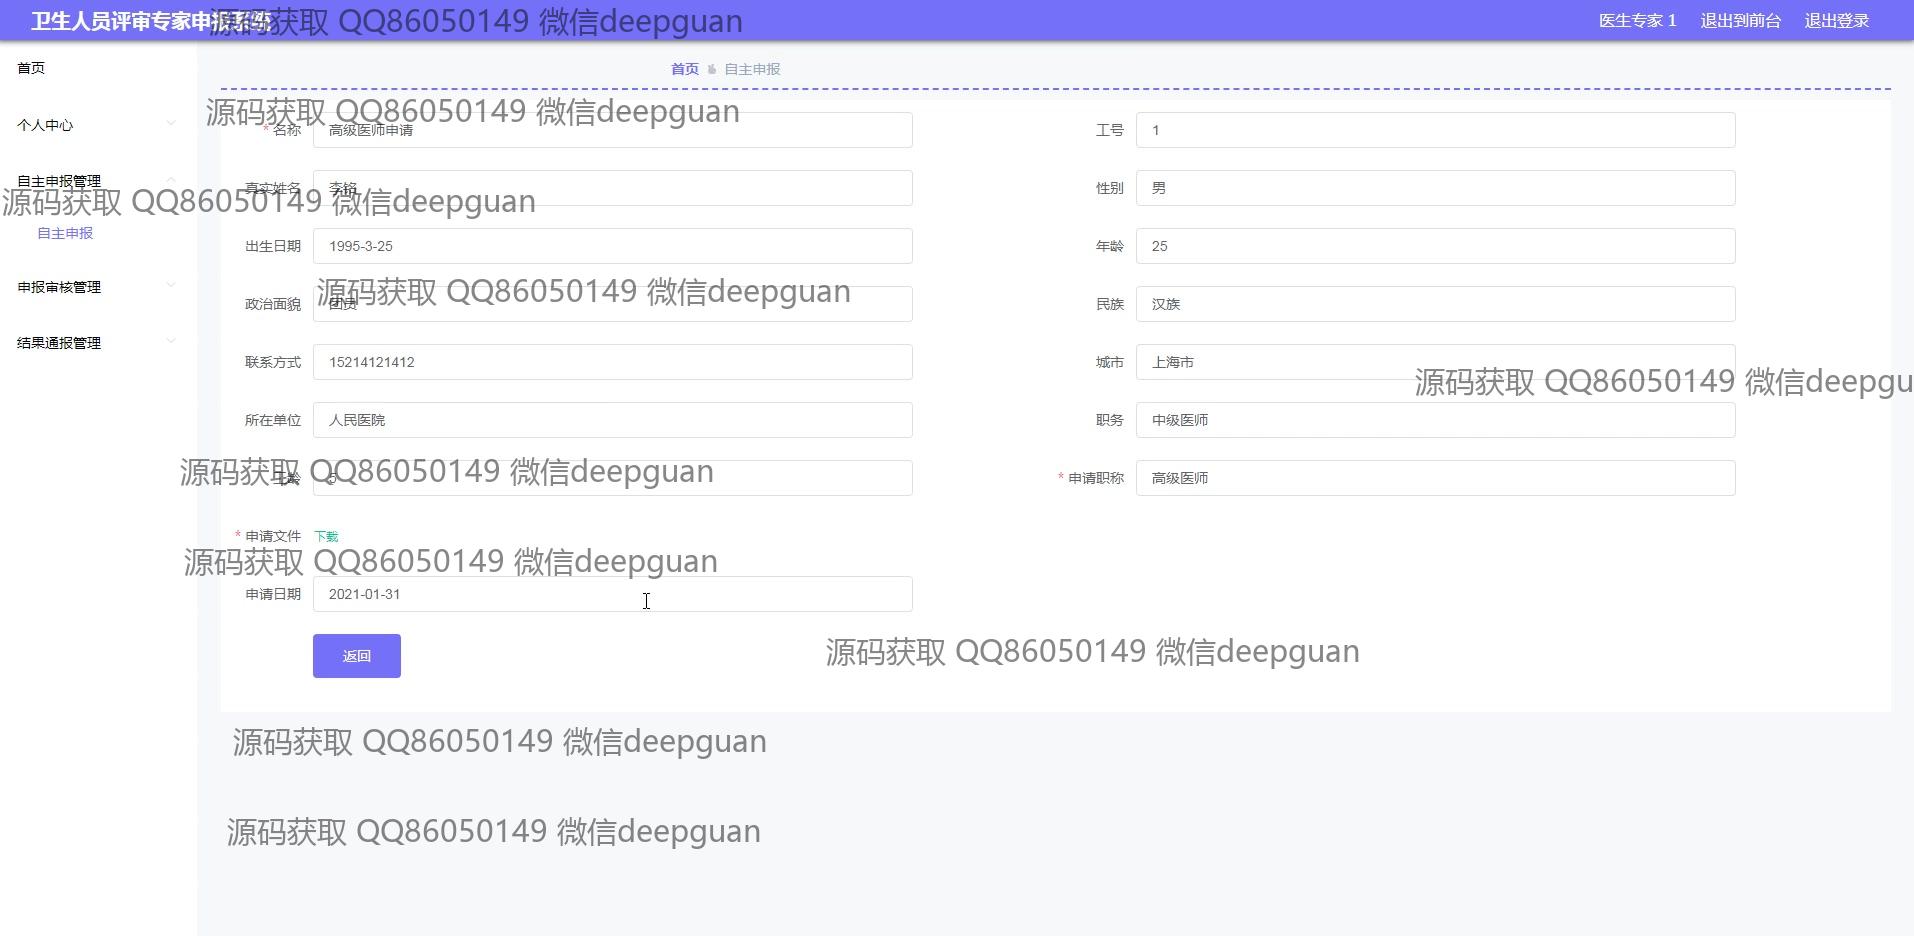 卫生人员评审专家申报系统
源码获取 QQ86050149 微信deepguan
医生专家 1 退出到前台 退出登录
首页
首页 自主申报
个人中心
源码获取 QQ86050149 微信deepguan
* 名称 高级医师申请 工号 1
自主申报管理
真实姓名 李铭 性别 男
源码获取 QQ86050149 微信deepguan
自主申报
出生日期 1995-3-25 年龄 25
申报审核管理
源码获取 QQ86050149 微信deepguan
政治面貌 团员 民族 汉族
结果通报管理
联系方式 15214121412 城市 上海市
源码获取 QQ86050149 微信deepgu
所在单位 人民医院 职务 中级医师
源码获取 QQ86050149 微信deepguan
工龄 5 * 申请职称 高级医师
* 申请文件 下载
源码获取 QQ86050149 微信deepguan
申请日期 2021-01-31
返回
源码获取 QQ86050149 微信deepguan
源码获取 QQ86050149 微信deepguan
源码获取 QQ86050149 微信deepguan